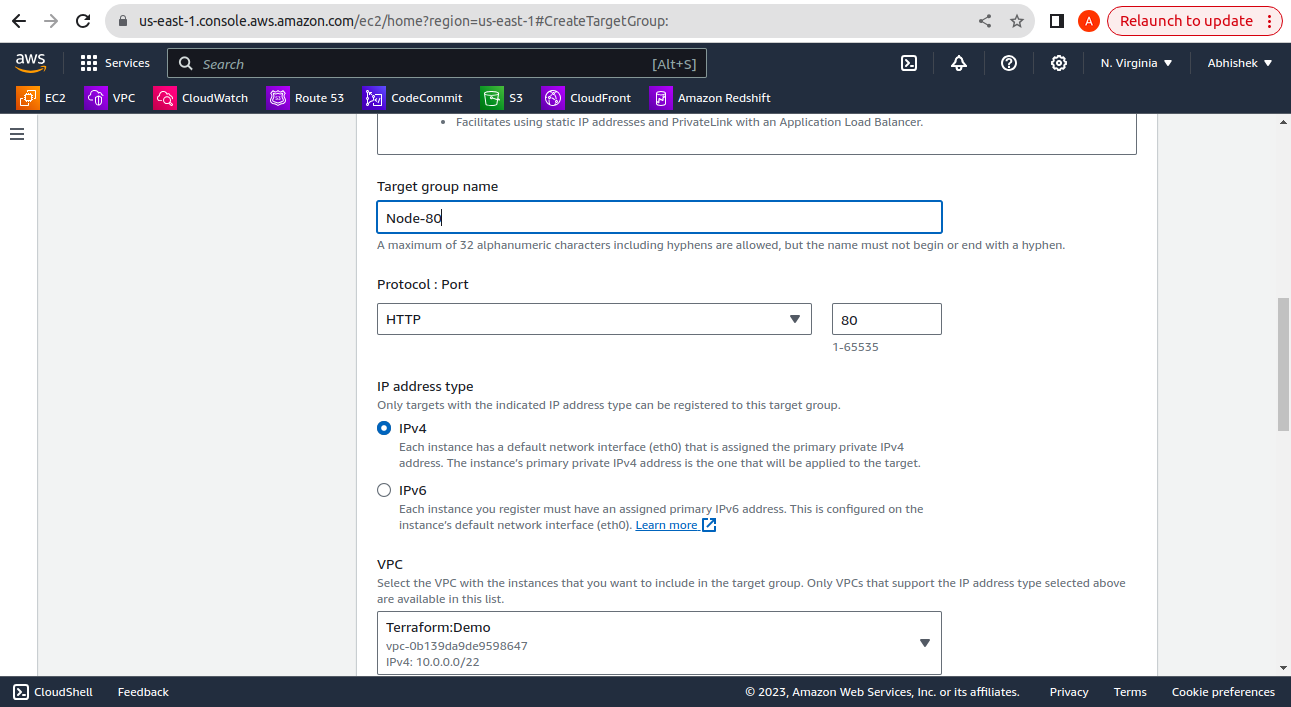 us-east-1.console.aws.amazon.com/ec2/home?region=us-east-1#CreateTargetGroup:
A
Relaunch to update
aws
Services
Search
[Alt+S]
N. Virginia
Abhishek
EC2
VPC
CloudWatch
Route 53
CodeCommit
S3
CloudFront
Amazon Redshift
• Facilitates using static IP addresses and PrivateLink with an Application Load Balancer.
Target group name
Node-80
A maximum of 32 alphanumeric characters including hyphens are allowed, but the name must not begin or end with a hyphen.
Protocol : Port
HTTP
80
1-65535
IP address type
Only targets with the indicated IP address type can be registered to this target group.
IPv4
Each instance has a default network interface (eth0) that is assigned the primary private IPv4
address. The instance's primary private IPv4 address is the one that will be applied to the target.
IPv6
Each instance you register must have an assigned primary IPv6 address. This is configured on the
instance's default network interface (eth0). Learn more
VPC
Select the VPC with the instances that you want to include in the target group. Only VPCs that support the IP address type selected above
are available in this list.
Terraform:Demo
vpc-0b139da9de9598647
IPv4: 10.0.0.0/22
CloudShell
Feedback
© 2023, Amazon Web Services, Inc. or its affiliates.
Privacy
Terms
Cookie preferences